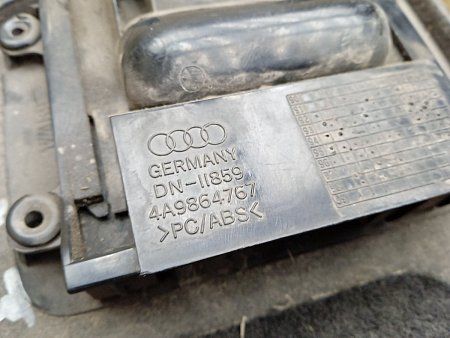 GERMANY
DN-11859
4A9864767
>PC/ABS<